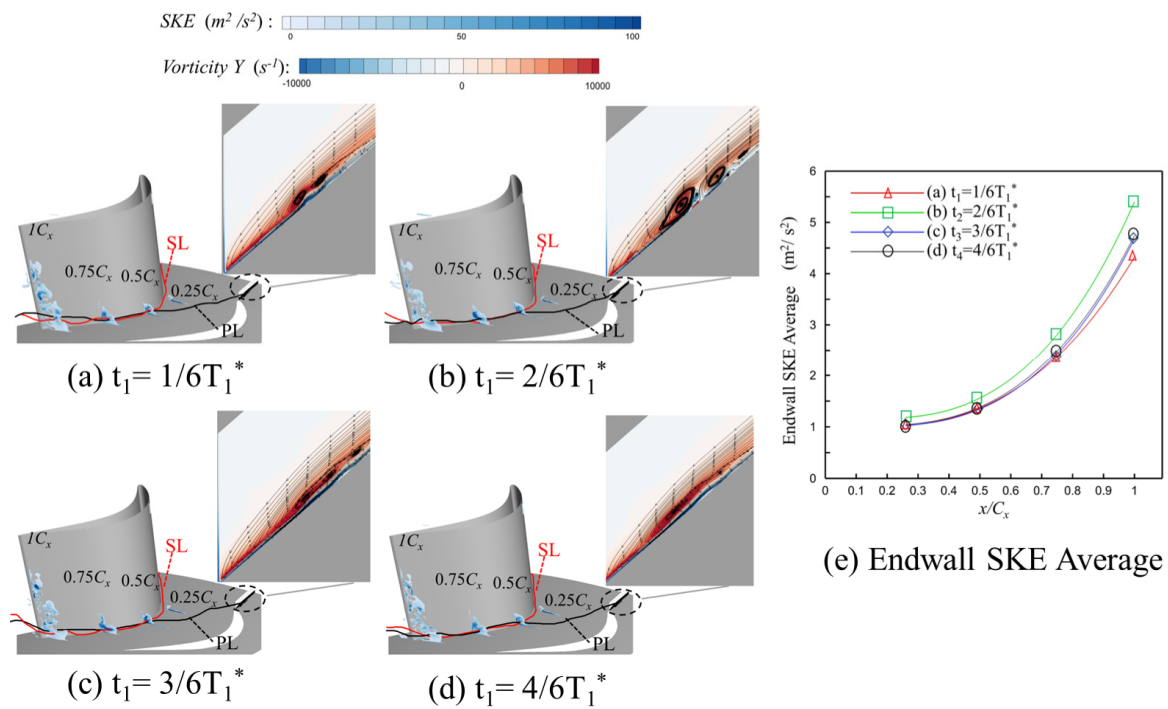 SKE (m² /s²) :
0 50 100
Vorticity Y (s⁻¹):
-10000 0 10000
1Cₓ
0.75Cₓ
0.5Cₓ
SL
0.25Cₓ
PL
(a) t₁= 1/6T₁*
1Cₓ
0.75Cₓ
0.5Cₓ
SL
0.25Cₓ
PL
(b) t₁= 2/6T₁*
1Cₓ
0.75Cₓ
0.5Cₓ
SL
0.25Cₓ
PL
(c) t₁= 3/6T₁*
1Cₓ
0.75Cₓ
0.5Cₓ
SL
0.25Cₓ
PL
(d) t₁= 4/6T₁*
Endwall SKE Average (m²/ s²)
6
5
4
3
2
1
0
(a) t₁=1/6T₁*
(b) t₂=2/6T₁*
(c) t₃=3/6T₁*
(d) t₄=4/6T₁*
0 0.1 0.2 0.3 0.4 0.5 0.6 0.7 0.8 0.9 1
x/Cₓ
(e) Endwall SKE Average